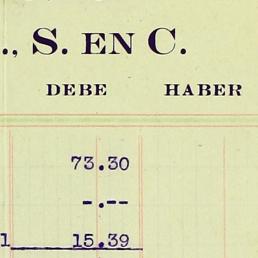 ., S. EN C.
DEBE HABER
73.30
-.--
1 15.39